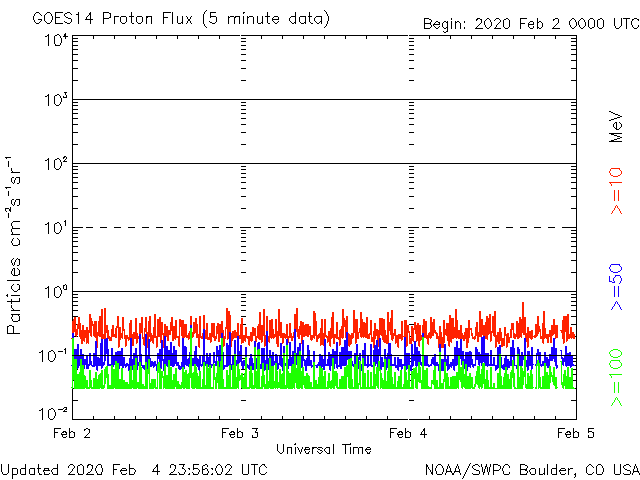 GOES14 Proton Flux (5 minute data)
Begin: 2020 Feb 2 0000 UTC
10⁴
10³
10²
10¹
10⁰
10⁻¹
10⁻²
Particles cm⁻²s⁻¹sr⁻¹
MeV
>=10
>=50
>=100
Feb 2
Feb 3
Feb 4
Feb 5
Universal Time
Updated 2020 Feb 4 23:56:02 UTC
NOAA/SWPC Boulder, CO USA